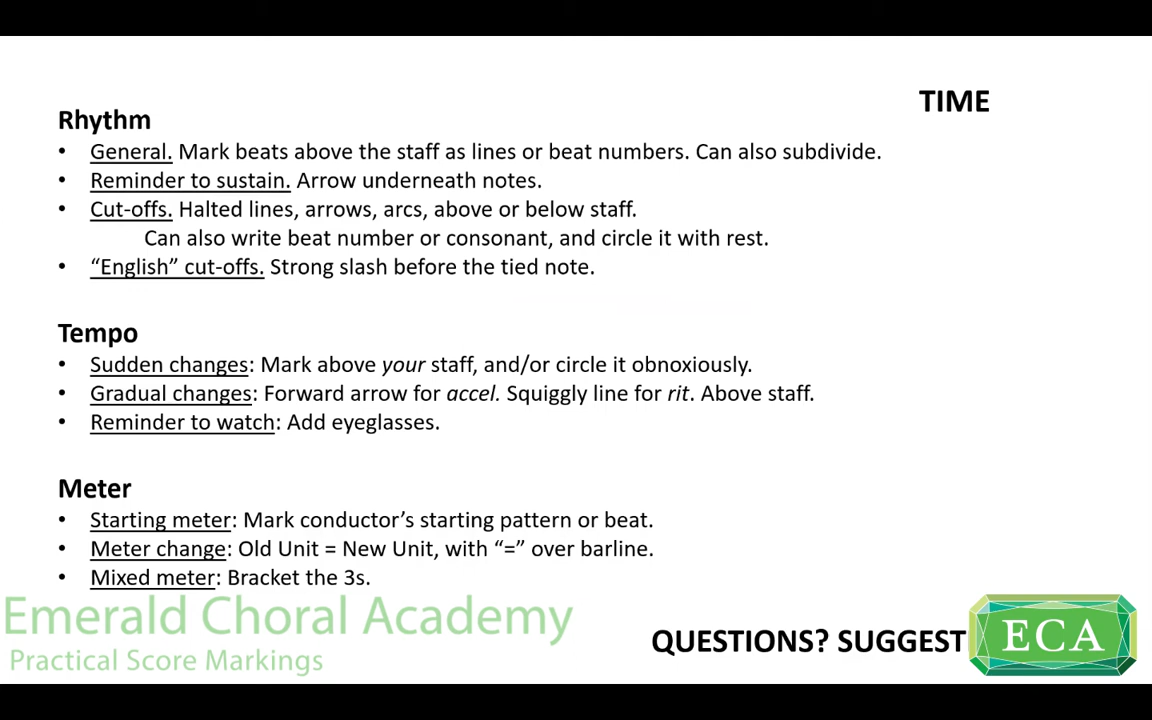 TIME
Rhythm
• General. Mark beats above the staff as lines or beat numbers. Can also subdivide.
• Reminder to sustain. Arrow underneath notes.
• Cut-offs. Halted lines, arrows, arcs, above or below staff.
Can also write beat number or consonant, and circle it with rest.
• “English” cut-offs. Strong slash before the tied note.
Tempo
• Sudden changes: Mark above your staff, and/or circle it obnoxiously.
• Gradual changes: Forward arrow for accel. Squiggly line for rit. Above staff.
• Reminder to watch: Add eyeglasses.
Meter
• Starting meter: Mark conductor’s starting pattern or beat.
• Meter change: Old Unit = New Unit, with “=” over barline.
• Mixed meter: Bracket the 3s.
Emerald Choral Academy
Practical Score Markings
QUESTIONS? SUGGEST
ECA